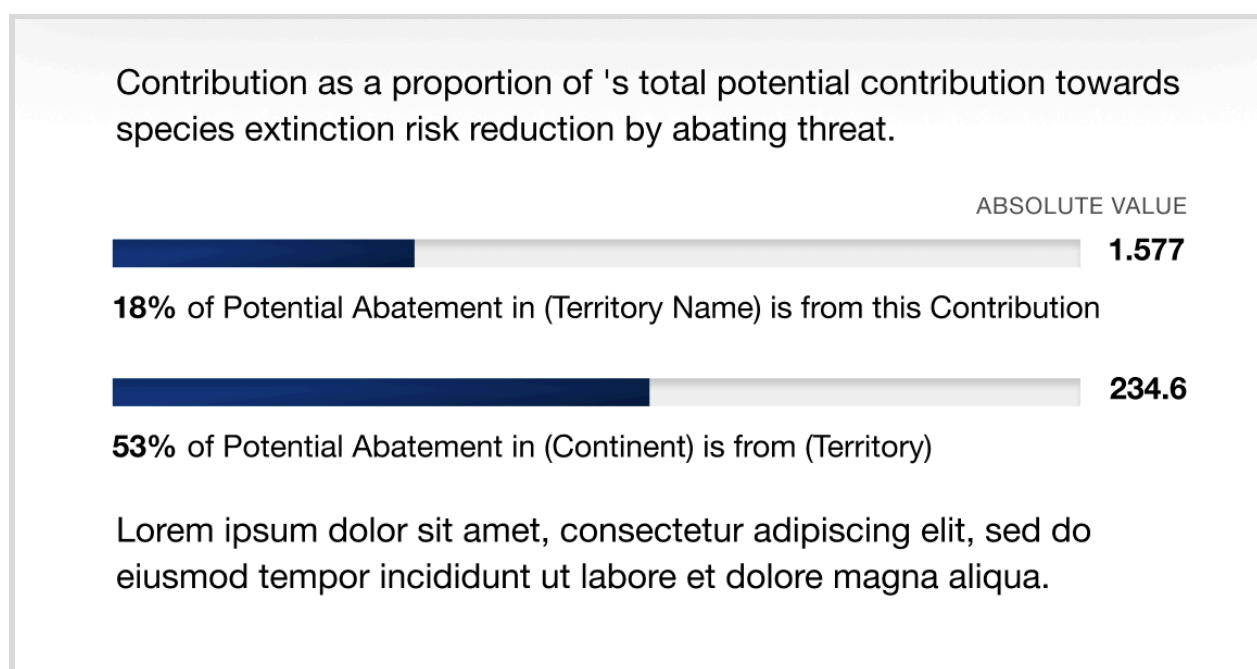 Contribution as a proportion of 's total potential contribution towards
species extinction risk reduction by abating threat.
ABSOLUTE VALUE
1.577
18% of Potential Abatement in (Territory Name) is from this Contribution
234.6
53% of Potential Abatement in (Continent) is from (Territory)
Lorem ipsum dolor sit amet, consectetur adipiscing elit, sed do
eiusmod tempor incididunt ut labore et dolore magna aliqua.